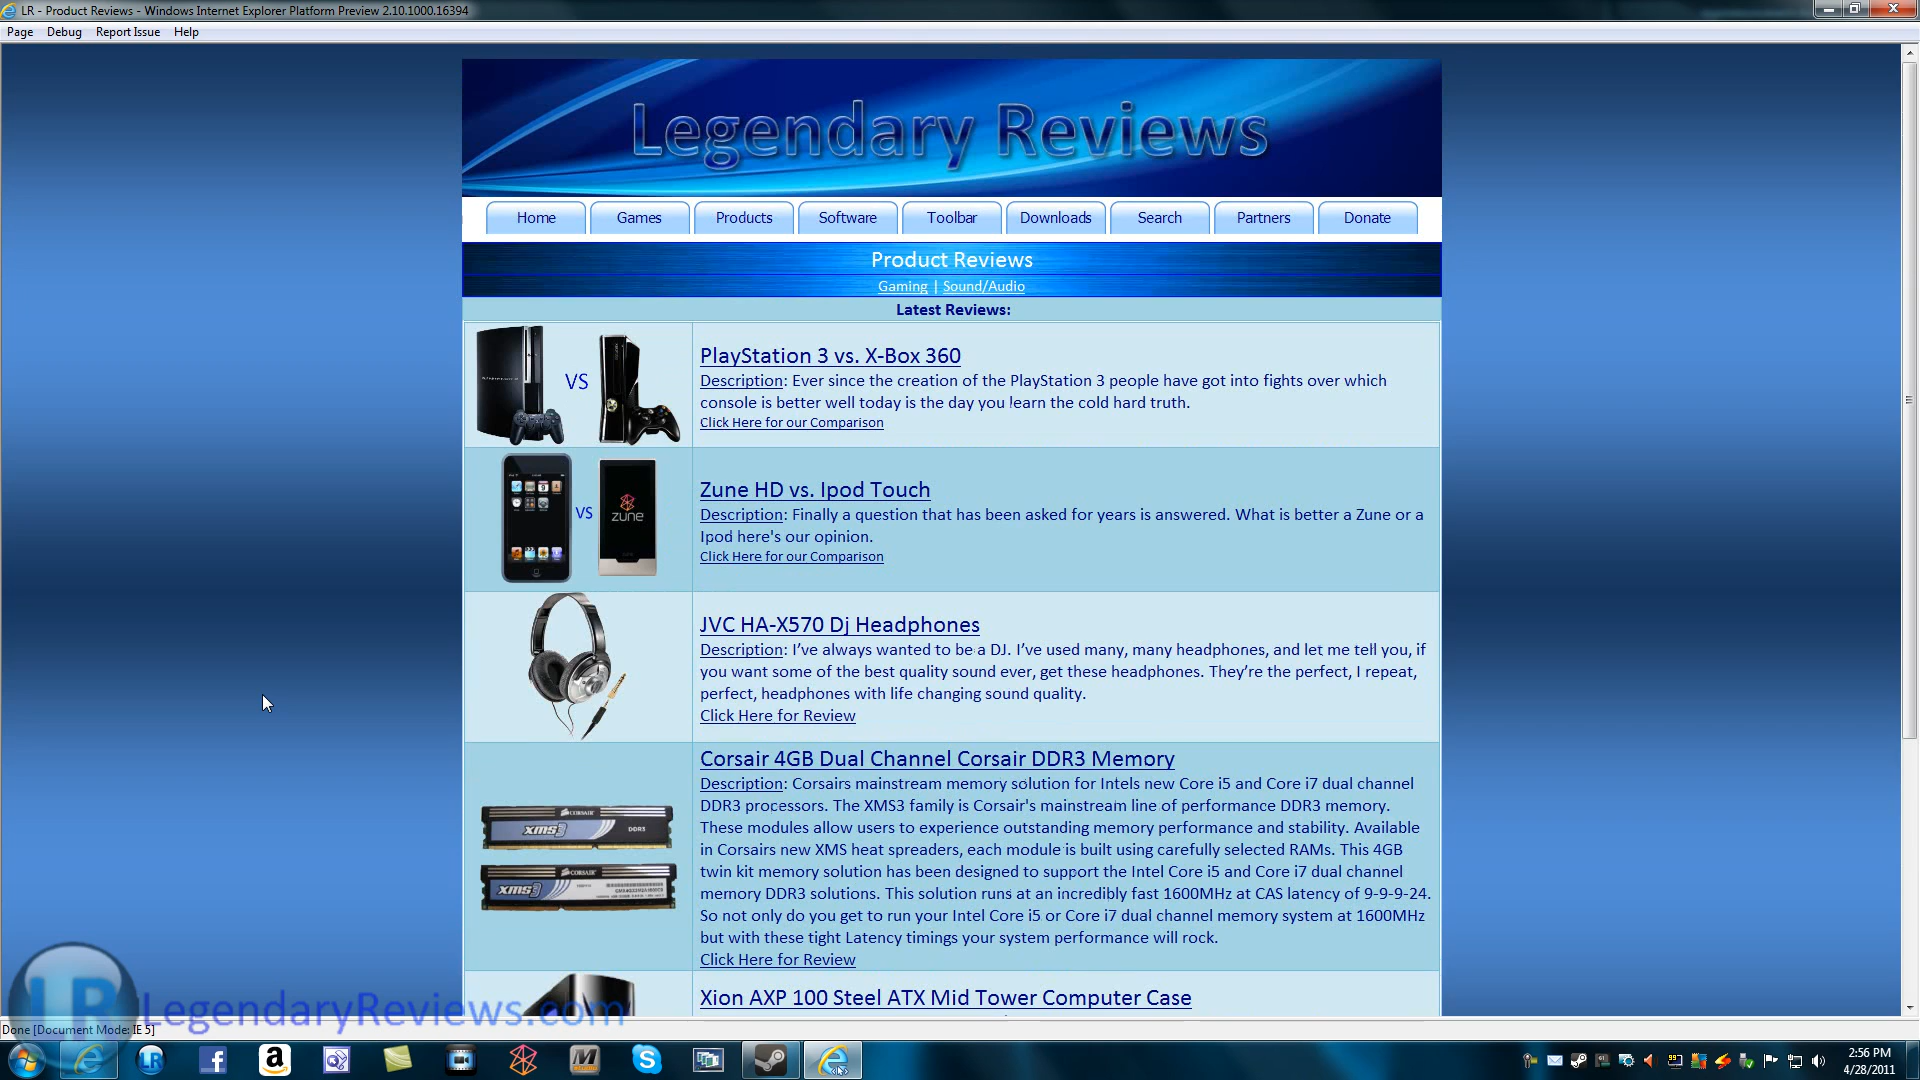 LR - Product Reviews - Windows Internet Explorer Platform Preview 2.10.1000.16394
Page Debug Report Issue Help
Legendary Reviews
Home Games Products Software Toolbar Downloads Search Partners Donate
Product Reviews
Gaming | Sound/Audio
Latest Reviews:
VS
PlayStation 3 vs. X-Box 360
Description: Ever since the creation of the PlayStation 3 people have got into fights over which
console is better well today is the day you learn the cold hard truth.
Click Here for our Comparison
VS
ZUNE
Zune HD vs. Ipod Touch
Description: Finally a question that has been asked for years is answered. What is better a Zune or a
Ipod here's our opinion.
Click Here for our Comparison
JVC HA-X570 Dj Headphones
Description: I’ve always wanted to be a DJ. I’ve used many, many headphones, and let me tell you, if
you want some of the best quality sound ever, get these headphones. They’re the perfect, I repeat,
perfect, headphones with life changing sound quality.
Click Here for Review
CORSAIR
xms3 DDR3
CORSAIR
xms3
Corsair 4GB Dual Channel Corsair DDR3 Memory
Description: Corsairs mainstream memory solution for Intels new Core i5 and Core i7 dual channel
DDR3 processors. The XMS3 family is Corsair's mainstream line of performance DDR3 memory.
These modules allow users to experience outstanding memory performance and stability. Available
in Corsairs new XMS heat spreaders, each module is built using carefully selected RAMs. This 4GB
twin kit memory solution has been designed to support the Intel Core i5 and Core i7 dual channel
memory DDR3 solutions. This solution runs at an incredibly fast 1600MHz at CAS latency of 9-9-9-24.
So not only do you get to run your Intel Core i5 or Core i7 dual channel memory system at 1600MHz
but with these tight Latency timings your system performance will rock.
Click Here for Review
Xion AXP 100 Steel ATX Mid Tower Computer Case
LR LegendaryReviews.com
Done [Document Mode: IE 5]
LR
2:56 PM
4/28/2011